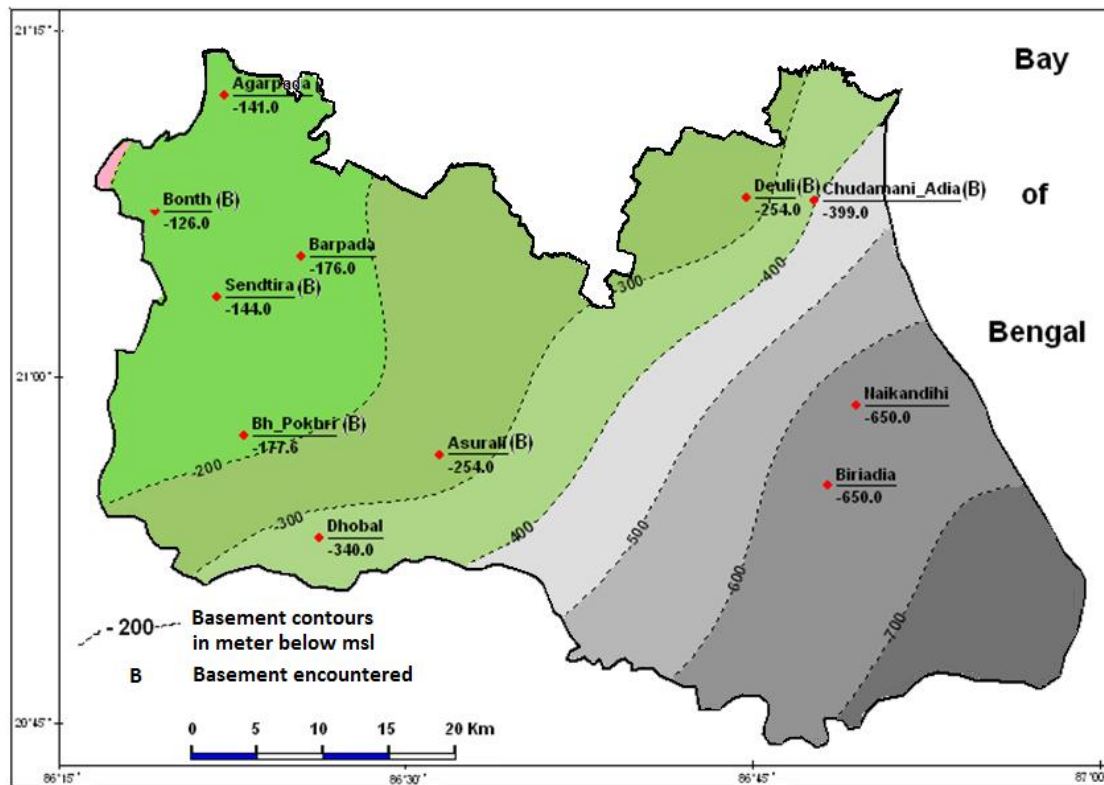 21°15'
Bay
of
Bengal
Agarpada
-141.0
Bonth (B)
-126.0
Deuli (B)
-254.0
Chudamani_Adia (B)
-399.0
Barpada
-176.0
Sendtira (B)
-144.0
-300
-400
21°00'
Naikandihi
-650.0
Bh_Pokhri (B)
-177.6
Asurali (B)
-254.0
-200
Biriadia
-650.0
-300
Dhobal
-340.0
-400
-500
-600
-700
- 200
Basement contours
in meter below msl
B Basement encountered
0 5 10 15 20 Km
20°45'
86°15' 86°30' 86°45' 87°00'